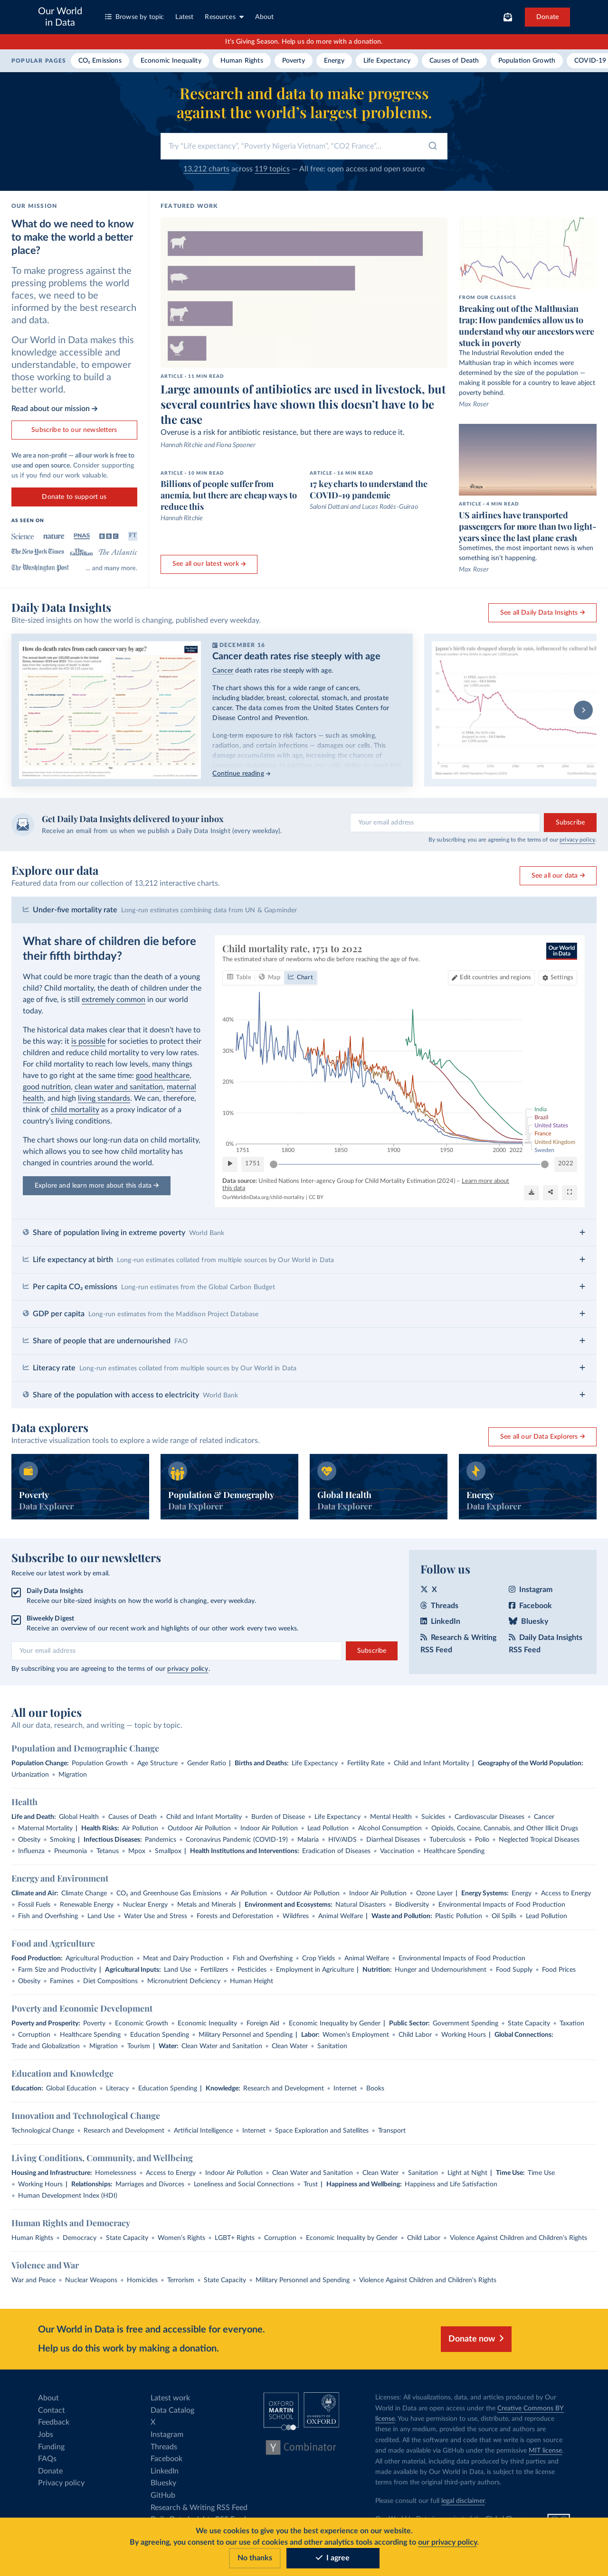 Our World
in Data
Browse by topic
Latest
Resources
About
Donate
It's Giving Season. Help us do more with a donation.
POPULAR PAGES
CO₂ Emissions
Economic Inequality
Human Rights
Poverty
Energy
Life Expectancy
Causes of Death
Population Growth
COVID-19
Research and data to make progress
against the world’s largest problems.
Try "Life expectancy", "Poverty Nigeria Vietnam", "CO2 France"...
13,212 charts across 119 topics — All free: open access and open source
OUR MISSION
What do we need to know
to make the world a better
place?
To make progress against the
pressing problems the world
faces, we need to be
informed by the best research
and data.
Our World in Data makes this
knowledge accessible and
understandable, to empower
those working to build a
better world.
Read about our mission →
Subscribe to our newsletters
We are a non-profit — all our work is free to
use and open source. Consider supporting
us if you find our work valuable.
Donate to support us
AS SEEN ON
Science
nature
PNAS
BBC
FT
The New York Times
The Guardian
The Atlantic
The Washington Post
... and many more.
FEATURED WORK
ARTICLE - 11 MIN READ
Large amounts of antibiotics are used in livestock, but
several countries have shown this doesn’t have to be
the case
Overuse is a risk for antibiotic resistance, but there are ways to reduce it.
Hannah Ritchie and Fiona Spooner
ARTICLE - 10 MIN READ
Billions of people suffer from
anemia, but there are cheap ways to
reduce this
Hannah Ritchie
ARTICLE - 16 MIN READ
17 key charts to understand the
COVID-19 pandemic
Saloni Dattani and Lucas Rodés-Guirao
See all our latest work →
FROM OUR CLASSICS
Breaking out of the Malthusian
trap: How pandemics allow us to
understand why our ancestors were
stuck in poverty
The Industrial Revolution ended the
Malthusian trap in which incomes were
determined by the size of the population —
making it possible for a country to leave abject
poverty behind.
Max Roser
ARTICLE - 4 MIN READ
US airlines have transported
passengers for more than two light-
years since the last plane crash
Sometimes, the most important news is when
something isn’t happening.
Max Roser
Daily Data Insights
Bite-sized insights on how the world is changing, published every weekday.
See all Daily Data Insights →
How do death rates from each cancer vary by age?
DECEMBER 16
Cancer death rates rise steeply with age
Cancer death rates rise steeply with age.
The chart shows this for a wide range of cancers,
including bladder, breast, colorectal, stomach, and prostate
cancer. The data comes from the United States Centers for
Disease Control and Prevention.
Long-term exposure to risk factors — such as smoking,
radiation, and certain infections — damages our cells. This
damage accumulates with age, increasing the chances of
Continue reading →
Get Daily Data Insights delivered to your inbox
Receive an email from us when we publish a Daily Data Insight (every weekday).
Your email address
Subscribe
By subscribing you are agreeing to the terms of our privacy policy.
Explore our data
Featured data from our collection of 13,212 interactive charts.
See all our data →
Under-five mortality rate Long-run estimates combining data from UN & Gapminder
What share of children die before
their fifth birthday?
What could be more tragic than the death of a young
child? Child mortality, the death of children under the
age of five, is still extremely common in our world
today.
The historical data makes clear that it doesn’t have to
be this way: it is possible for societies to protect their
children and reduce child mortality to very low rates.
For child mortality to reach low levels, many things
have to go right at the same time: good healthcare,
good nutrition, clean water and sanitation, maternal
health, and high living standards. We can, therefore,
think of child mortality as a proxy indicator of a
country’s living conditions.
The chart shows our long-run data on child mortality,
which allows you to see how child mortality has
changed in countries around the world.
Explore and learn more about this data →
Child mortality rate, 1751 to 2022
The estimated share of newborns who die before reaching the age of five.
Our World
in Data
Table
Map
Chart
Edit countries and regions
Settings
40%
30%
20%
10%
0%
1751
1800
1850
1900
1950
2000
2022
India
Brazil
United States
France
United Kingdom
Sweden
1751
2022
Data source: United Nations Inter-agency Group for Child Mortality Estimation (2024) – Learn more about
this data
OurWorldinData.org/child-mortality | CC BY
Share of population living in extreme poverty World Bank
Life expectancy at birth Long-run estimates collated from multiple sources by Our World in Data
Per capita CO₂ emissions Long-run estimates from the Global Carbon Budget
GDP per capita Long-run estimates from the Maddison Project Database
Share of people that are undernourished FAO
Literacy rate Long-run estimates collated from multiple sources by Our World in Data
Share of the population with access to electricity World Bank
Data explorers
Interactive visualization tools to explore a wide range of related indicators.
See all our Data Explorers →
Poverty
Data Explorer
Population & Demography
Data Explorer
Global Health
Data Explorer
Energy
Data Explorer
Subscribe to our newsletters
Receive our latest work by email.
Daily Data Insights
Receive our bite-sized insights on how the world is changing, every weekday.
Biweekly Digest
Receive an overview of our recent work and highlights of our other work every two weeks.
Your email address
Subscribe
By subscribing you are agreeing to the terms of our privacy policy.
Follow us
X
Instagram
Threads
Facebook
LinkedIn
Bluesky
Research & Writing
RSS Feed
Daily Data Insights
RSS Feed
All our topics
All our data, research, and writing — topic by topic.
Population and Demographic Change
Population Change: Population Growth • Age Structure • Gender Ratio | Births and Deaths: Life Expectancy • Fertility Rate • Child and Infant Mortality | Geography of the World Population:
Urbanization • Migration
Health
Life and Death: Global Health • Causes of Death • Child and Infant Mortality • Burden of Disease • Life Expectancy • Mental Health • Suicides • Cardiovascular Diseases • Cancer
• Maternal Mortality | Health Risks: Air Pollution • Outdoor Air Pollution • Indoor Air Pollution • Lead Pollution • Alcohol Consumption • Opioids, Cocaine, Cannabis, and Other Illicit Drugs
• Obesity • Smoking | Infectious Diseases: Pandemics • Coronavirus Pandemic (COVID-19) • Malaria • HIV/AIDS • Diarrheal Diseases • Tuberculosis • Polio • Neglected Tropical Diseases
• Influenza • Pneumonia • Tetanus • Mpox • Smallpox | Health Institutions and Interventions: Eradication of Diseases • Vaccination • Healthcare Spending
Energy and Environment
Climate and Air: Climate Change • CO₂ and Greenhouse Gas Emissions • Air Pollution • Outdoor Air Pollution • Indoor Air Pollution • Ozone Layer | Energy Systems: Energy • Access to Energy
• Fossil Fuels • Renewable Energy • Nuclear Energy • Metals and Minerals | Environment and Ecosystems: Natural Disasters • Biodiversity • Environmental Impacts of Food Production
• Fish and Overfishing • Land Use • Water Use and Stress • Forests and Deforestation • Wildfires • Animal Welfare | Waste and Pollution: Plastic Pollution • Oil Spills • Lead Pollution
Food and Agriculture
Food Production: Agricultural Production • Meat and Dairy Production • Fish and Overfishing • Crop Yields • Animal Welfare • Environmental Impacts of Food Production
• Farm Size and Productivity | Agricultural Inputs: Land Use • Fertilizers • Pesticides • Employment in Agriculture | Nutrition: Hunger and Undernourishment • Food Supply • Food Prices
• Obesity • Famines • Diet Compositions • Micronutrient Deficiency • Human Height
Poverty and Economic Development
Poverty and Prosperity: Poverty • Economic Growth • Economic Inequality • Foreign Aid • Economic Inequality by Gender | Public Sector: Government Spending • State Capacity • Taxation
• Corruption • Healthcare Spending • Education Spending • Military Personnel and Spending | Labor: Women’s Employment • Child Labor • Working Hours | Global Connections:
Trade and Globalization • Migration • Tourism | Water: Clean Water and Sanitation • Clean Water • Sanitation
Education and Knowledge
Education: Global Education • Literacy • Education Spending | Knowledge: Research and Development • Internet • Books
Innovation and Technological Change
Technological Change • Research and Development • Artificial Intelligence • Internet • Space Exploration and Satellites • Transport
Living Conditions, Community, and Wellbeing
Housing and Infrastructure: Homelessness • Access to Energy • Indoor Air Pollution • Clean Water and Sanitation • Clean Water • Sanitation • Light at Night | Time Use: Time Use
• Working Hours | Relationships: Marriages and Divorces • Loneliness and Social Connections • Trust | Happiness and Wellbeing: Happiness and Life Satisfaction
• Human Development Index (HDI)
Human Rights and Democracy
Human Rights • Democracy • State Capacity • Women’s Rights • LGBT+ Rights • Corruption • Economic Inequality by Gender • Child Labor • Violence Against Children and Children’s Rights
Violence and War
War and Peace • Nuclear Weapons • Homicides • Terrorism • State Capacity • Military Personnel and Spending • Violence Against Children and Children’s Rights
Our World in Data is free and accessible for everyone.
Help us do this work by making a donation.
Donate now
About
Contact
Feedback
Jobs
Funding
FAQs
Donate
Privacy policy
Latest work
Data Catalog
X
Instagram
Threads
Facebook
LinkedIn
Bluesky
GitHub
Research & Writing RSS Feed
OXFORD
MARTIN
SCHOOL
UNIVERSITY OF
OXFORD
Y Combinator
Licenses: All visualizations, data, and articles produced by Our
World in Data are open access under the Creative Commons BY
license. You have permission to use, distribute, and reproduce
these in any medium, provided the source and authors are
credited. All the software and code that we write is open source
and made available via GitHub under the permissive MIT license.
All other material, including data produced by third parties and
made available by Our World in Data, is subject to the license
terms from the original third-party authors.
Please consult our full legal disclaimer.
We use cookies to give you the best experience on our website.
By agreeing, you consent to our use of cookies and other analytics tools according to our privacy policy.
No thanks
I agree